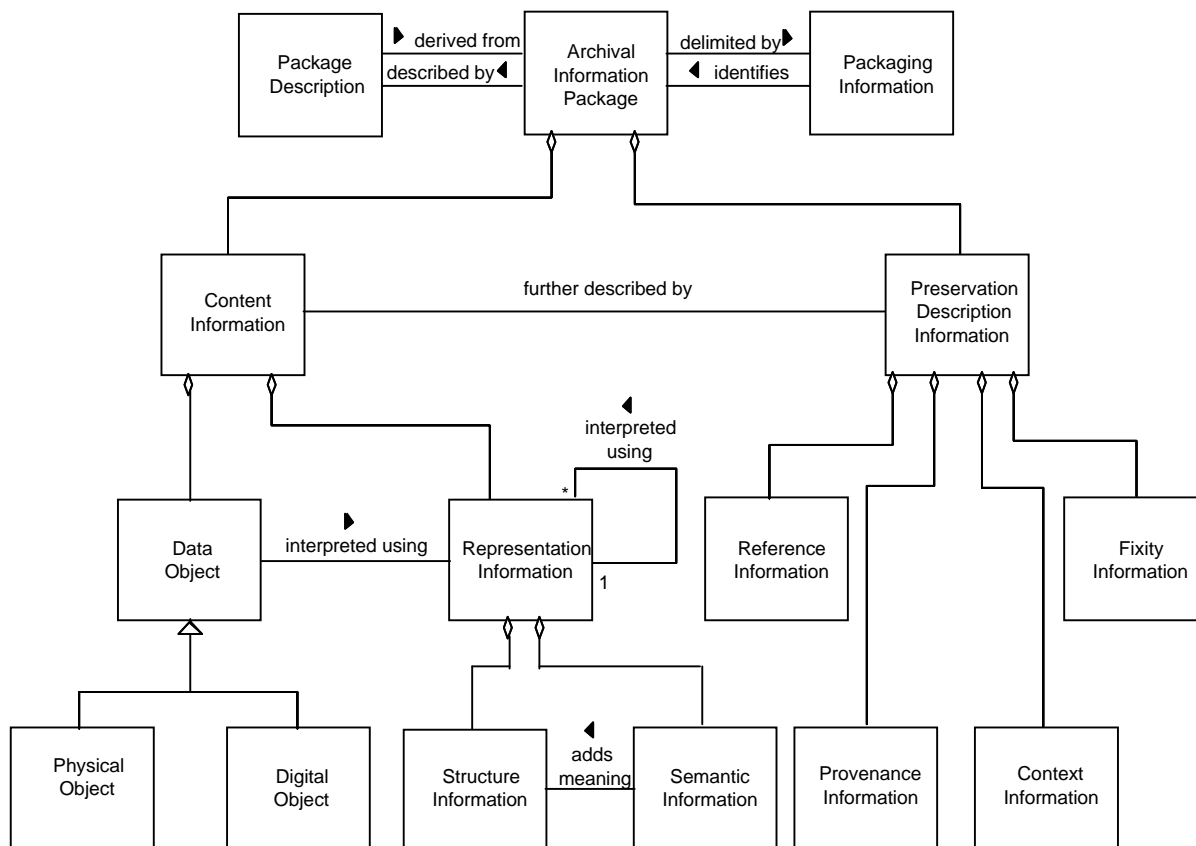 derived from
described by
Package
Description
Archival
Information
Package
delimited by
identifies
Packaging
Information
Content
Information
further described by
Preservation
Description
Information
interpreted
using
*
1
Data
Object
interpreted using
Representation
Information
Reference
Information
Fixity
Information
Physical
Object
Digital
Object
Structure
Information
adds
meaning
Semantic
Information
Provenance
Information
Context
Information